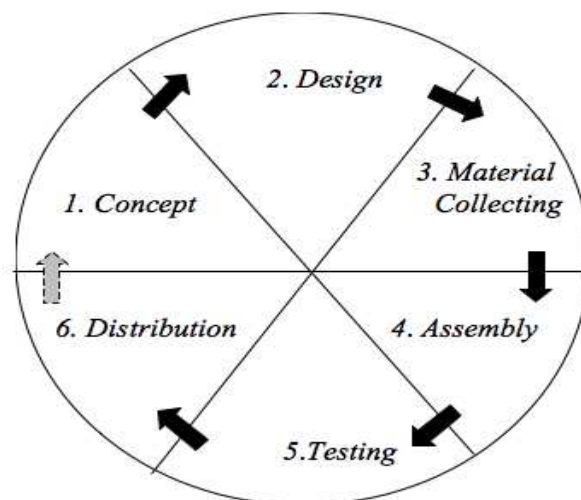 1. Concept
2. Design
3. Material
Collecting
4. Assembly
5.Testing
6. Distribution